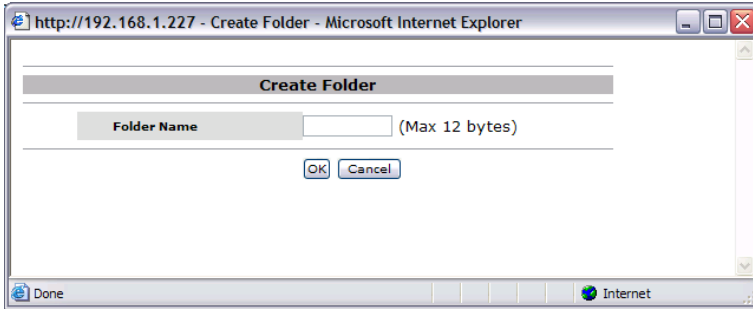 http://192.168.1.227 - Create Folder - Microsoft Internet Explorer
Create Folder
Folder Name (Max 12 bytes)
OK Cancel
Done Internet